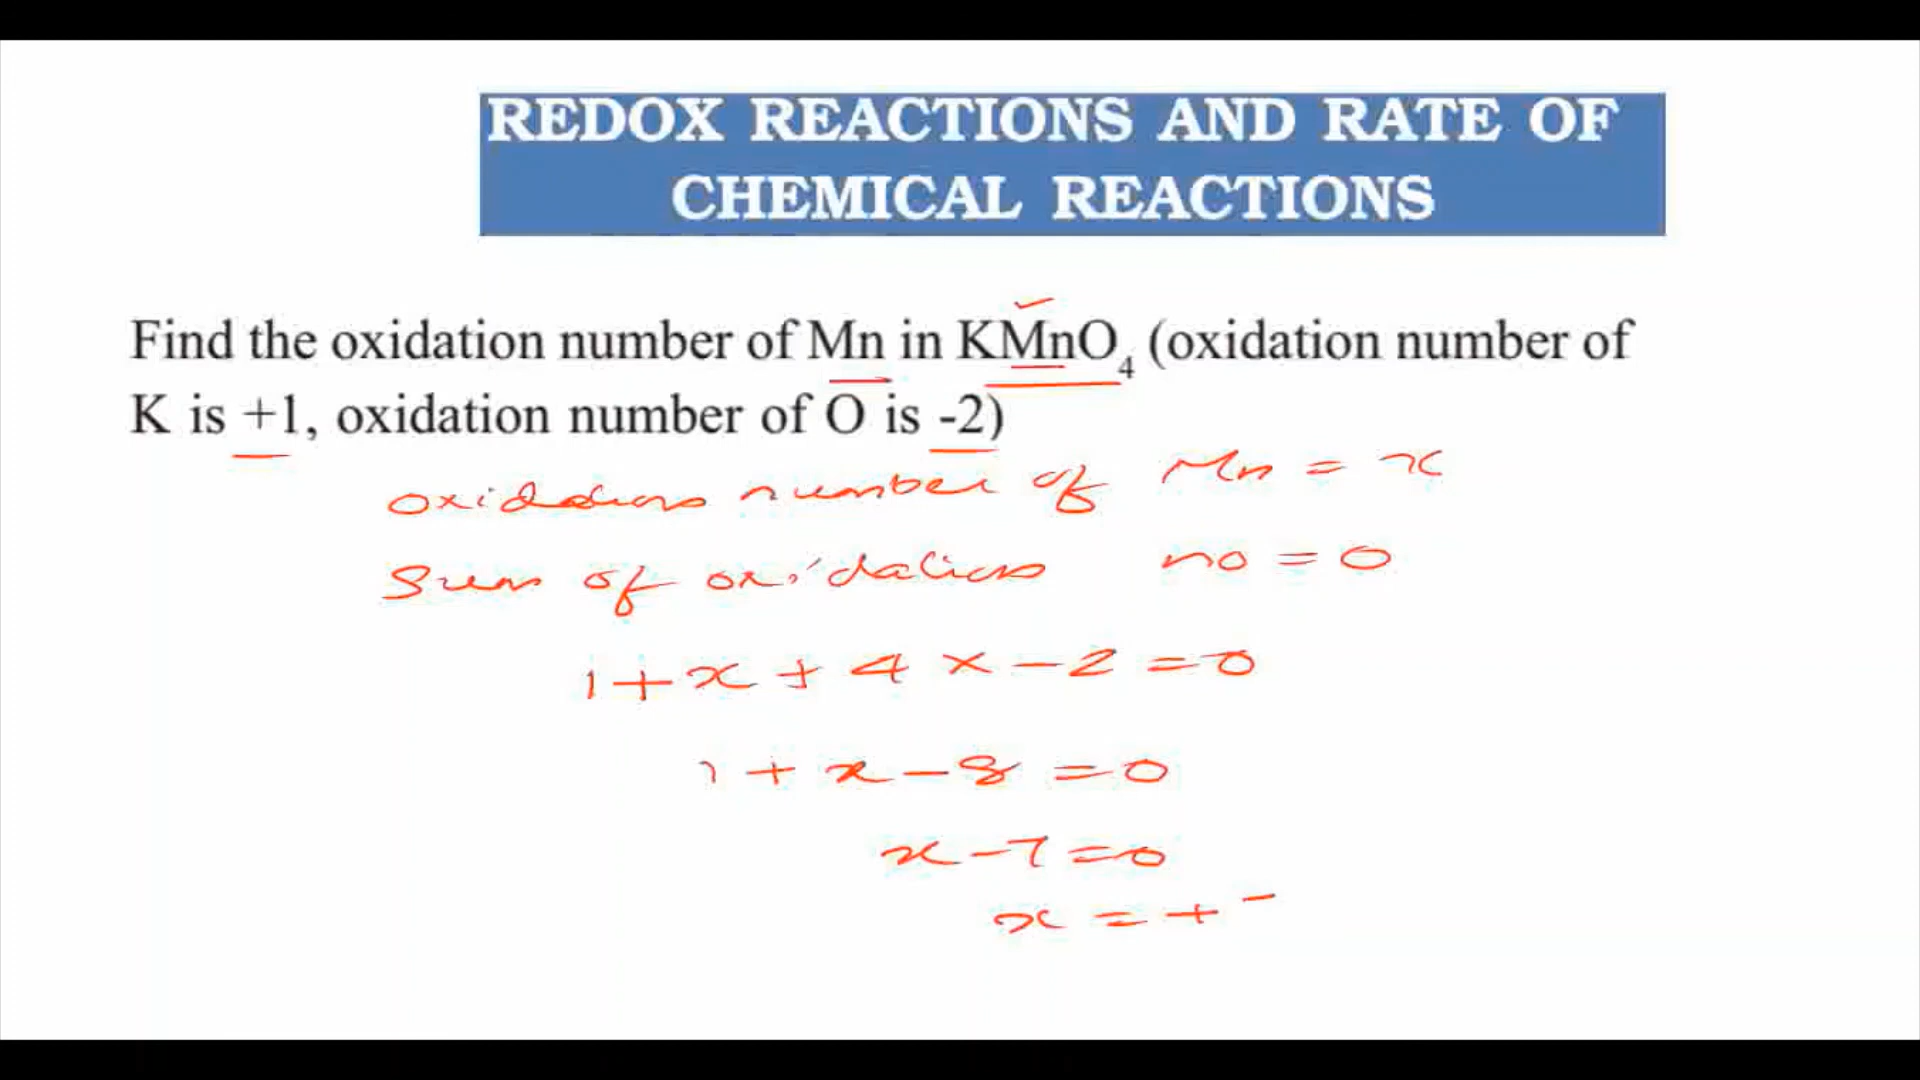 REDOX REACTIONS AND RATE OF
CHEMICAL REACTIONS
Find the oxidation number of Mn in KMnO₄ (oxidation number of
K is +1, oxidation number of O is -2)
oxidation number of Mn = x
Sum of oxidation no = 0
1 + x + 4 x - 2 = 0
1 + x - 8 = 0
x - 7 = 0
x = +